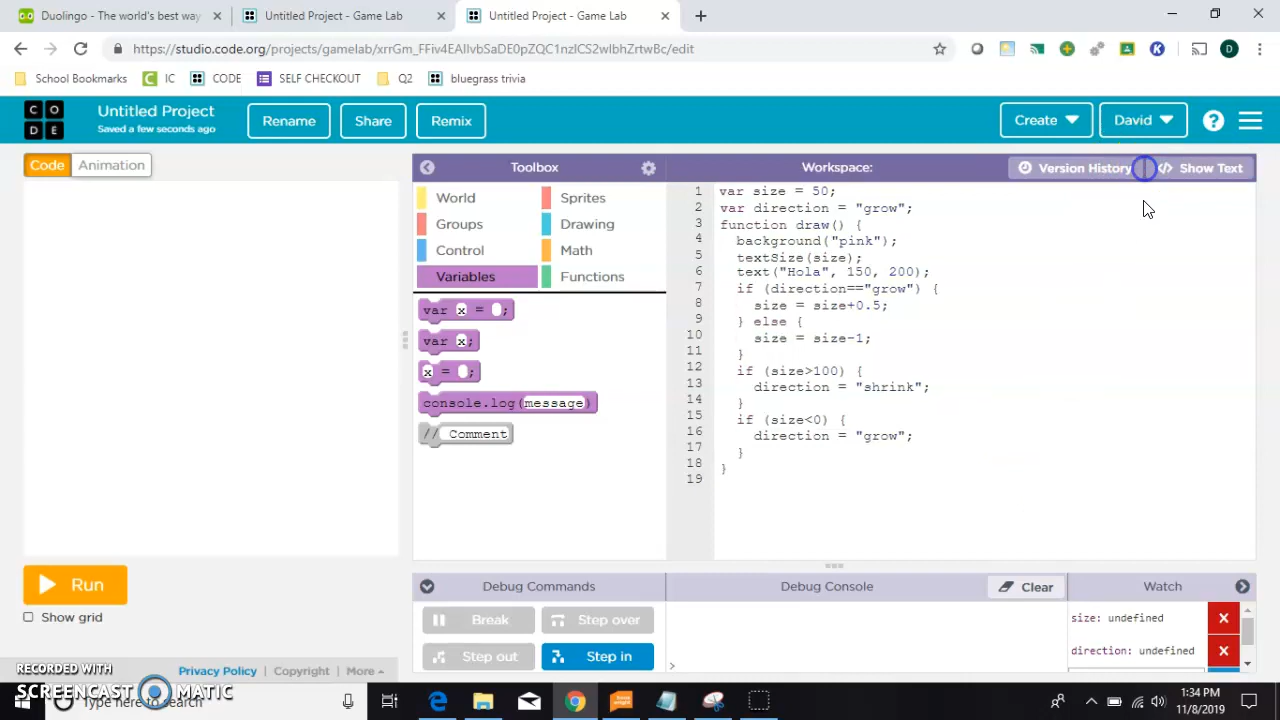 Duolingo - The world's best way
Untitled Project - Game Lab
Untitled Project - Game Lab
https://studio.code.org/projects/gamelab/xrrGm_FFiv4EAIlvbSaDE0pZQC1nzlCS2wIbhZrtwBc/edit
D
School Bookmarks
IC
CODE
SELF CHECKOUT
Q2
bluegrass trivia
C O
D E
Untitled Project
Saved a few seconds ago
Rename
Share
Remix
Create
David
?
Code
Animation
Toolbox
Workspace:
Version History
Show Text
World
Sprites
Groups
Drawing
Control
Math
Variables
Functions
var x = ;
var x;
x = ;
console.log(message)
// Comment
1 var size = 50;
2 var direction = "grow";
3 function draw() {
4 background("pink");
5 textSize(size);
6 text("Hola", 150, 200);
7 if (direction=="grow") {
8 size = size+0.5;
9 } else {
10 size = size-1;
11 }
12 if (size>100) {
13 direction = "shrink";
14 }
15 if (size<0) {
16 direction = "grow";
17 }
18 }
19
Run
Show grid
Debug Commands
Debug Console
Clear
Watch
Break
Step over
Step out
Step in
>
size: undefined
direction: undefined
Privacy Policy
Copyright
More
RECORDED WITH
SCREENCAST MATIC
Type here to search
1:34 PM
11/8/2019